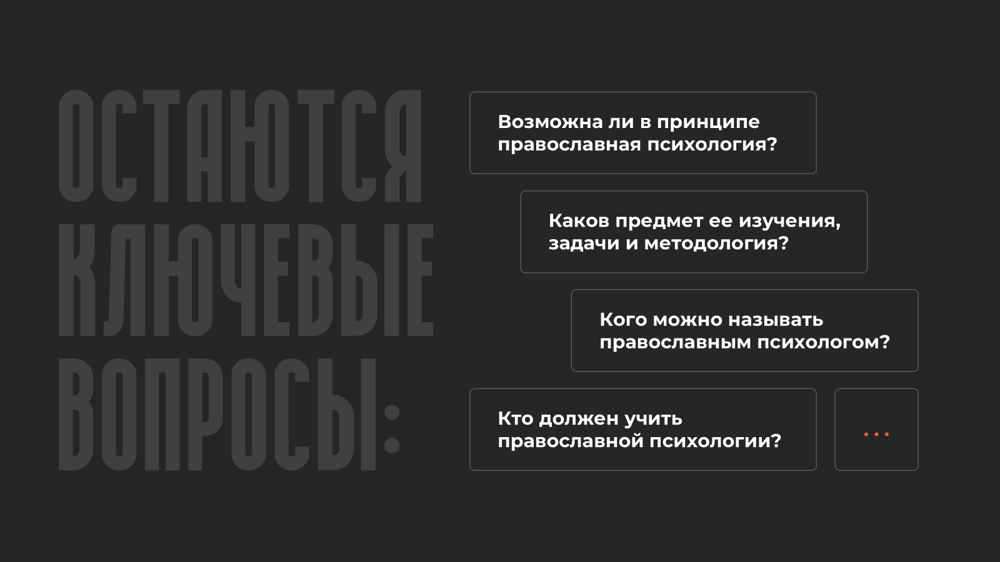 ОСТАЮТСЯ
КЛЮЧЕВЫЕ
ВОПРОСЫ:
Возможна ли в принципе
православная психология?
Каков предмет ее изучения,
задачи и методология?
Кого можно называть
православным психологом?
Кто должен учить
православной психологии?
...